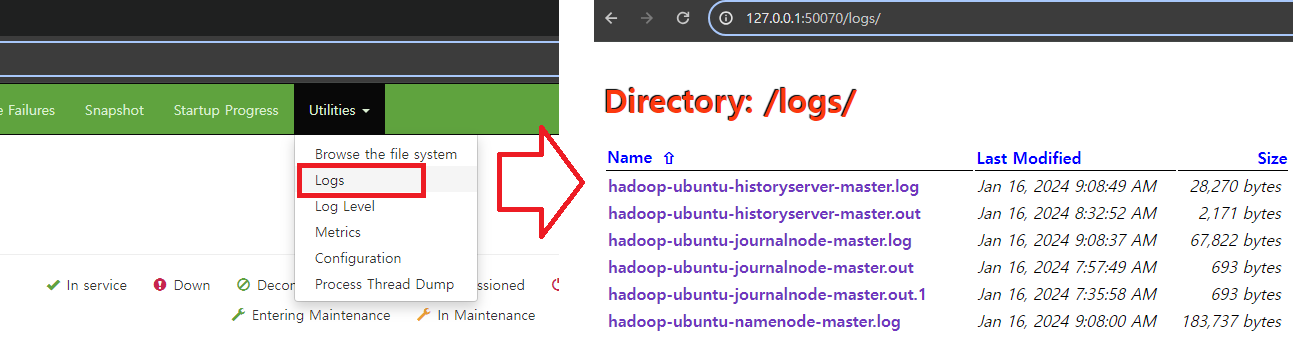 e Failures Snapshot Startup Progress Utilities
Browse the file system
Logs
Log Level
Metrics
Configuration
Process Thread Dump
In service Down Decon ssioned
Entering Maintenance In Maintenance
127.0.0.1:50070/logs/
Directory: /logs/
Name ⇧ Last Modified Size
hadoop-ubuntu-historyserver-master.log Jan 16, 2024 9:08:49 AM 28,270 bytes
hadoop-ubuntu-historyserver-master.out Jan 16, 2024 8:32:52 AM 2,171 bytes
hadoop-ubuntu-journalnode-master.log Jan 16, 2024 9:08:37 AM 67,822 bytes
hadoop-ubuntu-journalnode-master.out Jan 16, 2024 7:57:49 AM 693 bytes
hadoop-ubuntu-journalnode-master.out.1 Jan 16, 2024 7:35:58 AM 693 bytes
hadoop-ubuntu-namenode-master.log Jan 16, 2024 9:08:00 AM 183,737 bytes